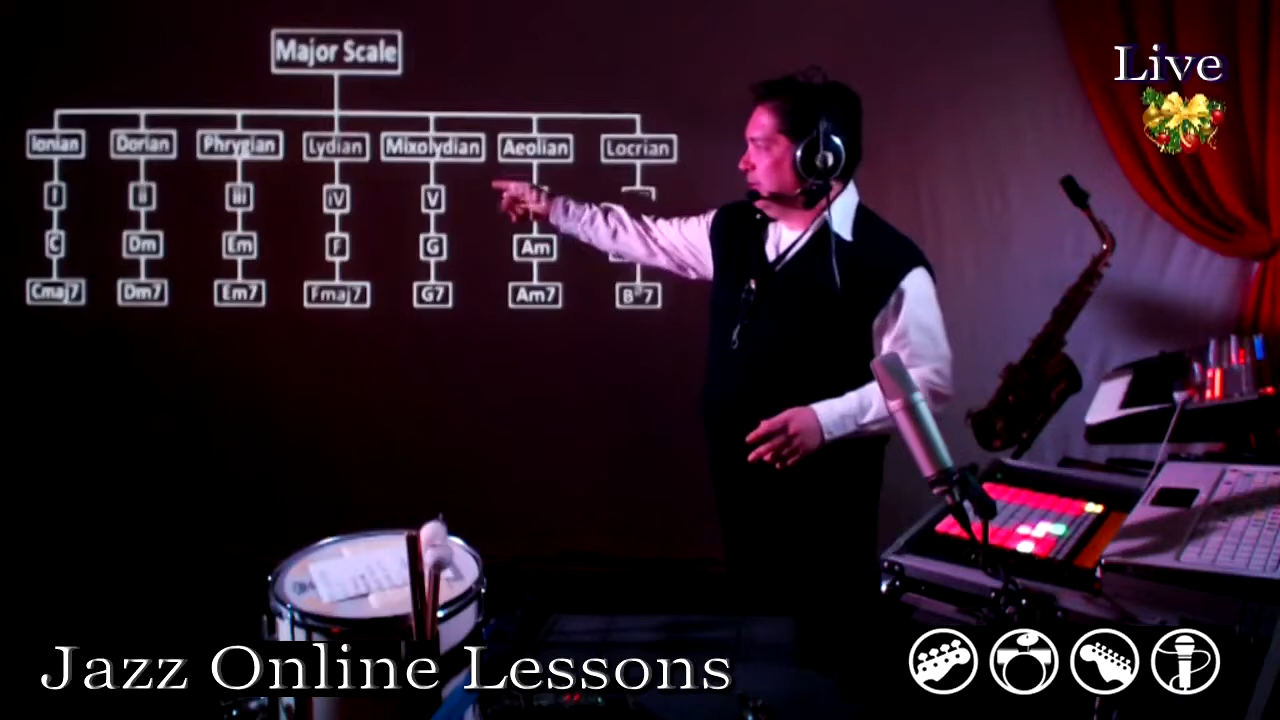 Major Scale
Live
Ionian Dorian Phrygian Lydian Mixolydian Aeolian Locrian
I ii iii iV V
C Dm Em F G Am
Cmaj7 Dm7 Em7 Fmaj7 G7 Am7
Jazz Online Lessons